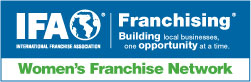 IFA®
INTERNATIONAL FRANCHISE ASSOCIATION®
Franchising®
Building local businesses,
one opportunity at a time.
Women's Franchise Network